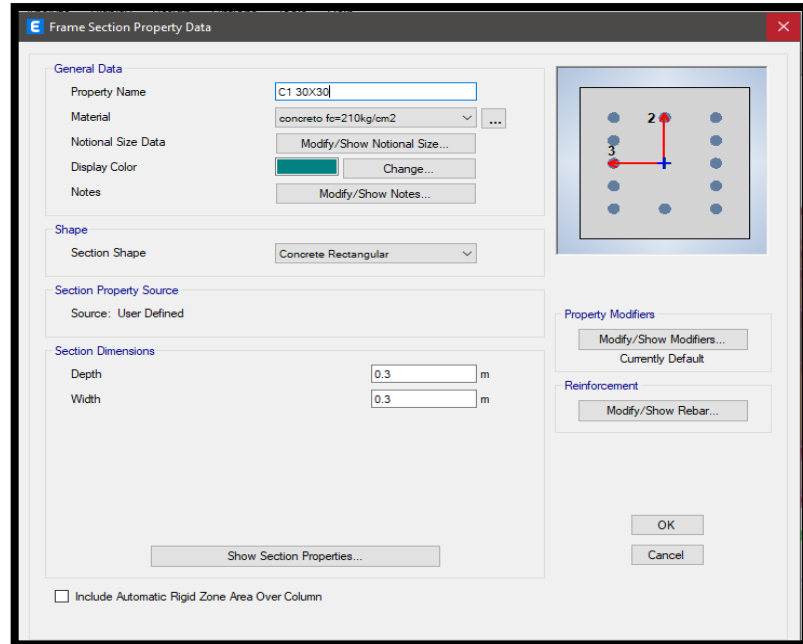 E Frame Section Property Data
General Data
Property Name C1 30X30
Material concreto fc=210kg/cm2 ...
Notional Size Data Modify/Show Notional Size...
Display Color Change...
Notes Modify/Show Notes...
Shape
Section Shape Concrete Rectangular
Section Property Source
Source: User Defined
Section Dimensions
Depth 0.3 m
Width 0.3 m
Show Section Properties...
Include Automatic Rigid Zone Area Over Column
2
3
Property Modifiers
Modify/Show Modifiers...
Currently Default
Reinforcement
Modify/Show Rebar...
OK
Cancel